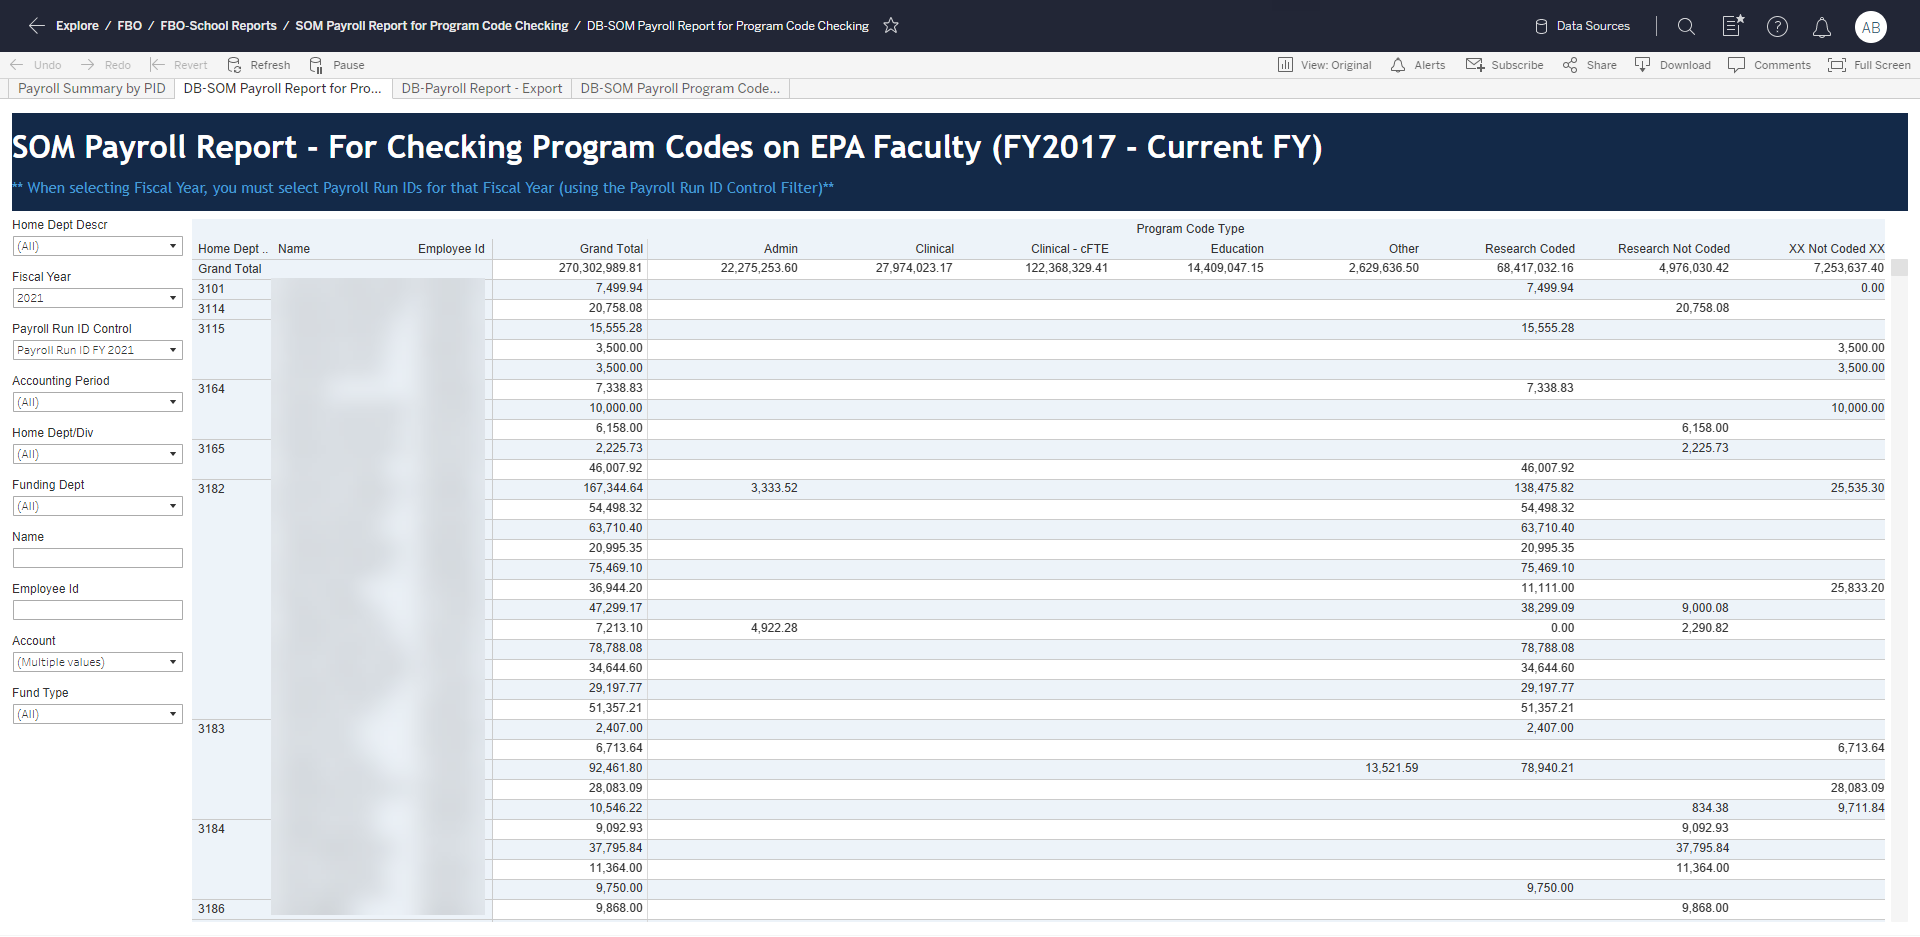 Explore / FBO / FBO-School Reports / SOM Payroll Report for Program Code Checking / DB-SOM Payroll Report for Program Code Checking
Data Sources
AB
Undo Redo Revert Refresh Pause
View: Original Alerts Subscribe Share Download Comments Full Screen
Payroll Summary by PID DB-SOM Payroll Report for Pro... DB-Payroll Report - Export DB-SOM Payroll Program Code...
SOM Payroll Report - For Checking Program Codes on EPA Faculty (FY2017 - Current FY)
** When selecting Fiscal Year, you must select Payroll Run IDs for that Fiscal Year (using the Payroll Run ID Control Filter)**
Home Dept Descr
(All)
Fiscal Year
2021
Payroll Run ID Control
Payroll Run ID FY 2021
Accounting Period
(All)
Home Dept/Div
(All)
Funding Dept
(All)
Name
Employee Id
Account
(Multiple values)
Fund Type
(All)
Program Code Type
Home Dept .. Name Employee Id Grand Total Admin Clinical Clinical - cFTE Education Other Research Coded Research Not Coded XX Not Coded XX
Grand Total 270,302,989.81 22,275,253.60 27,974,023.17 122,368,329.41 14,409,047.15 2,629,636.50 68,417,032.16 4,976,030.42 7,253,637.40
3101 7,499.94 7,499.94 0.00
3114 20,758.08 20,758.08
3115 15,555.28 15,555.28
3,500.00 3,500.00
3,500.00 3,500.00
3164 7,338.83 7,338.83
10,000.00 10,000.00
6,158.00 6,158.00
3165 2,225.73 2,225.73
46,007.92 46,007.92
3182 167,344.64 3,333.52 138,475.82 25,535.30
54,498.32 54,498.32
63,710.40 63,710.40
20,995.35 20,995.35
75,469.10 75,469.10
36,944.20 11,111.00 25,833.20
47,299.17 38,299.09 9,000.08
7,213.10 4,922.28 0.00 2,290.82
78,788.08 78,788.08
34,644.60 34,644.60
29,197.77 29,197.77
51,357.21 51,357.21
3183 2,407.00 2,407.00
6,713.64 6,713.64
92,461.80 13,521.59 78,940.21
28,083.09 28,083.09
10,546.22 834.38 9,711.84
3184 9,092.93 9,092.93
37,795.84 37,795.84
11,364.00 11,364.00
9,750.00 9,750.00
3186 9,868.00 9,868.00